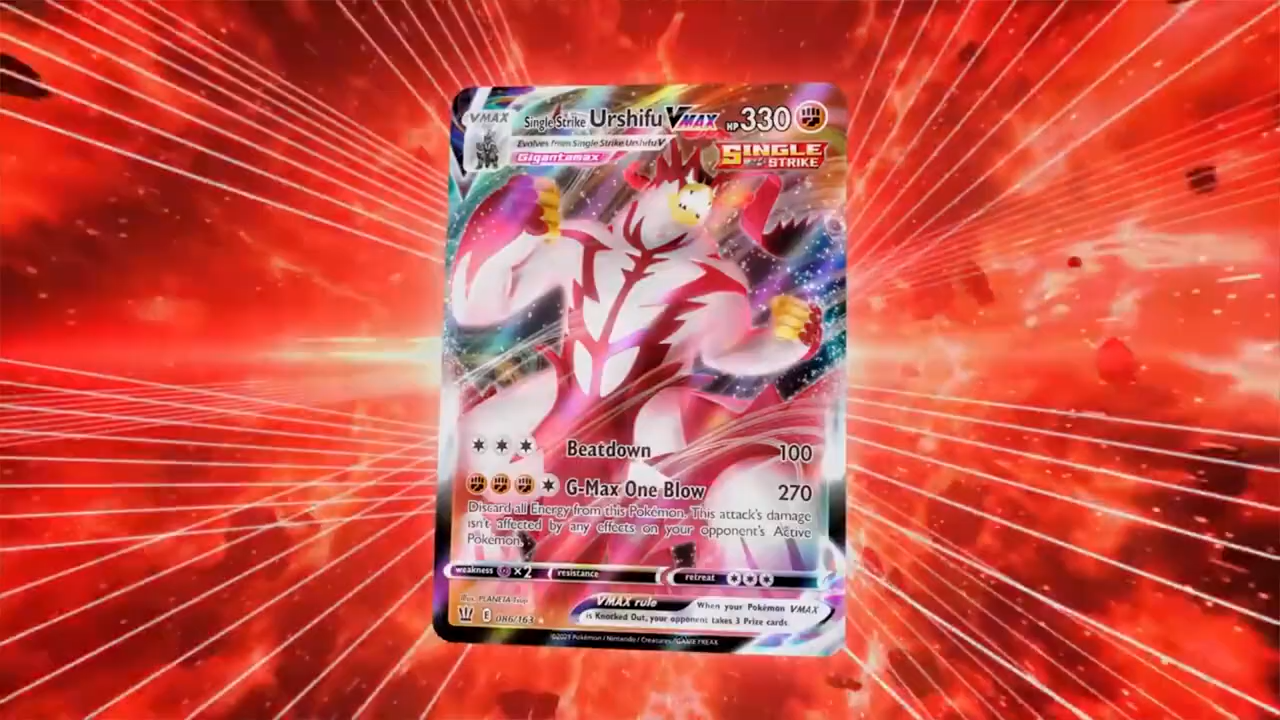 VMAX Single Strike Urshifu VMAX HP 330
Evolves from Single Strike Urshifu V
Gigantamax
SINGLE
STRIKE
Beatdown 100
G-Max One Blow 270
Discard all Energy from this Pokémon. This attack's damage
isn't affected by any effects on your opponent's Active
Pokémon.
weakness ×2 resistance retreat
Illus. PLANETA Tsuji
VMAX rule When your Pokémon VMAX
is Knocked Out, your opponent takes 3 Prize cards.
E 086/163
©2021 Pokémon / Nintendo / Creatures / GAME FREAK